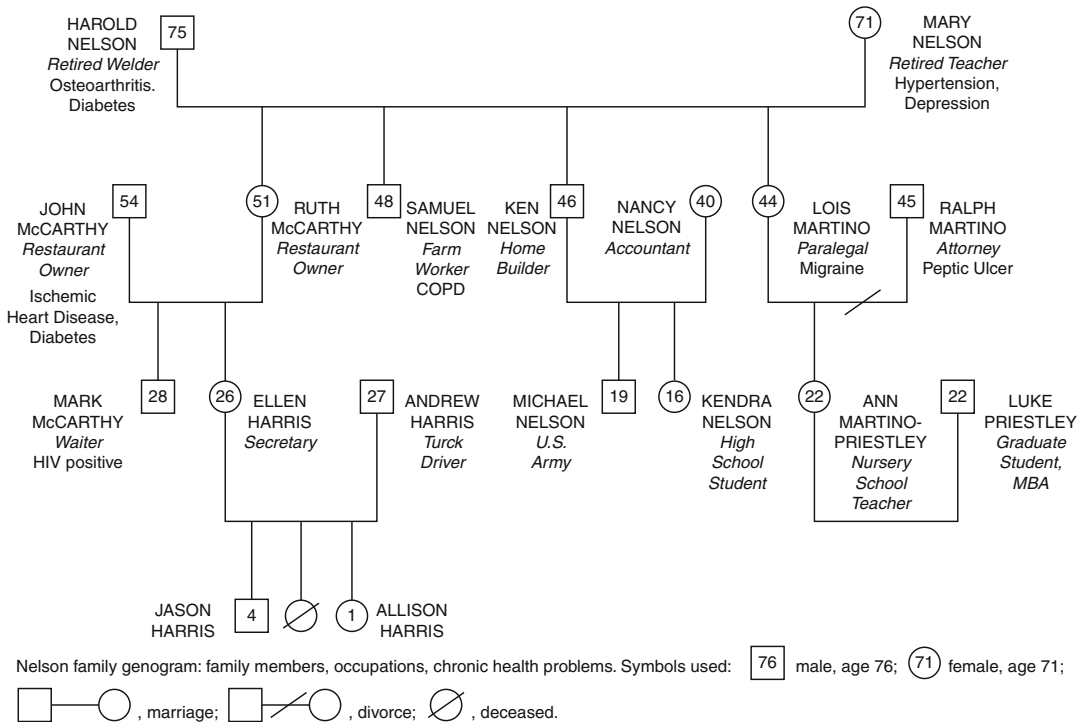 HAROLD
NELSON
Retired Welder
Osteoarthritis.
Diabetes
75
71
MARY
NELSON
Retired Teacher
Hypertension,
Depression
JOHN
McCARTHY
Restaurant
Owner
Ischemic
Heart Disease,
Diabetes
54
51
RUTH
McCARTHY
Restaurant
Owner
48
SAMUEL
NELSON
Farm
Worker
COPD
KEN
NELSON
Home
Builder
46
NANCY
NELSON
Accountant
40
44
LOIS
MARTINO
Paralegal
Migraine
45
RALPH
MARTINO
Attorney
Peptic Ulcer
MARK
McCARTHY
Waiter
HIV positive
28
26
ELLEN
HARRIS
Secretary
27
ANDREW
HARRIS
Turck
Driver
MICHAEL
NELSON
U.S.
Army
19
16
KENDRA
NELSON
High
School
Student
22
ANN
MARTINO-
PRIESTLEY
Nursery
School
Teacher
22
LUKE
PRIESTLEY
Graduate
Student,
MBA
JASON
HARRIS
4
1
ALLISON
HARRIS
Nelson family genogram: family members, occupations, chronic health problems. Symbols used: 76 male, age 76; 71 female, age 71;
, marriage; , divorce; , deceased.